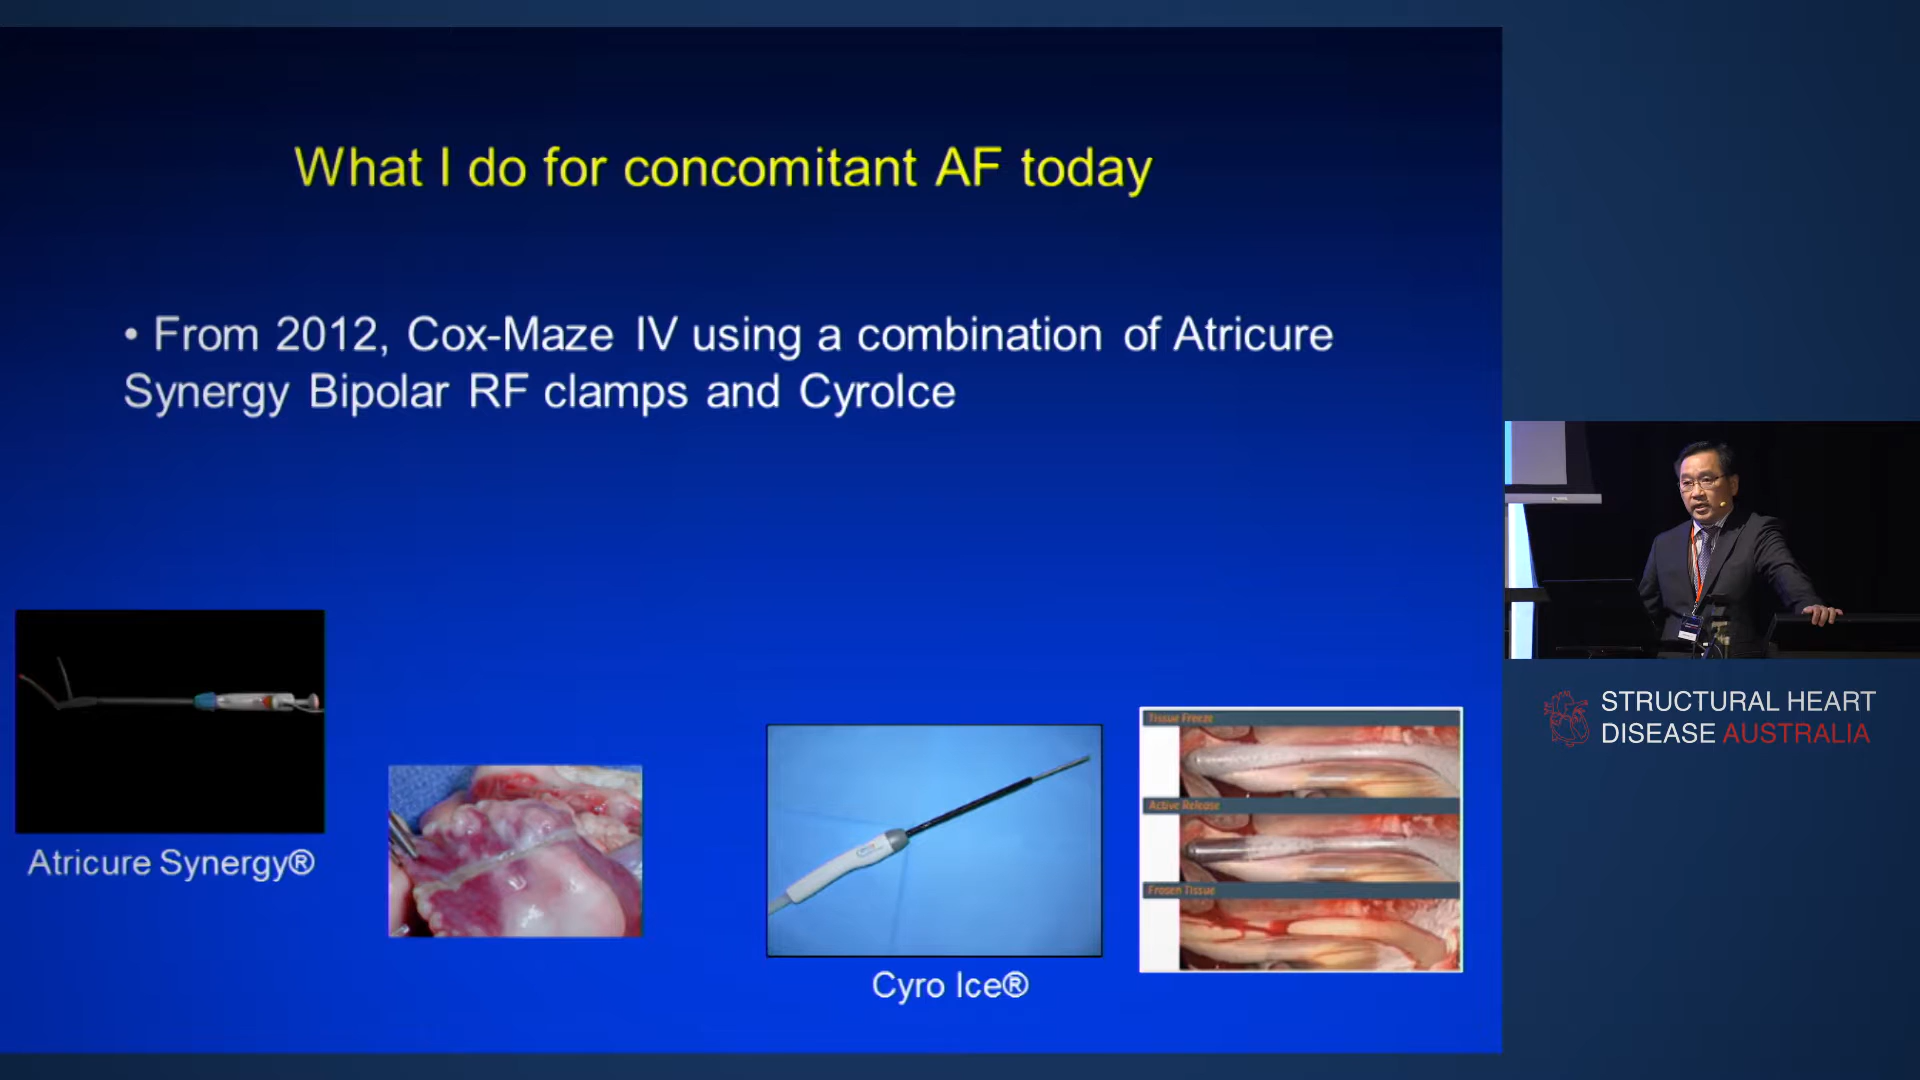 What I do for concomitant AF today
• From 2012, Cox-Maze IV using a combination of Atricure
Synergy Bipolar RF clamps and CyroIce
Atricure Synergy®
Cyro Ice®
Tissue Freeze
Active Release
Frosen Tissue
STRUCTURAL HEART
DISEASE AUSTRALIA